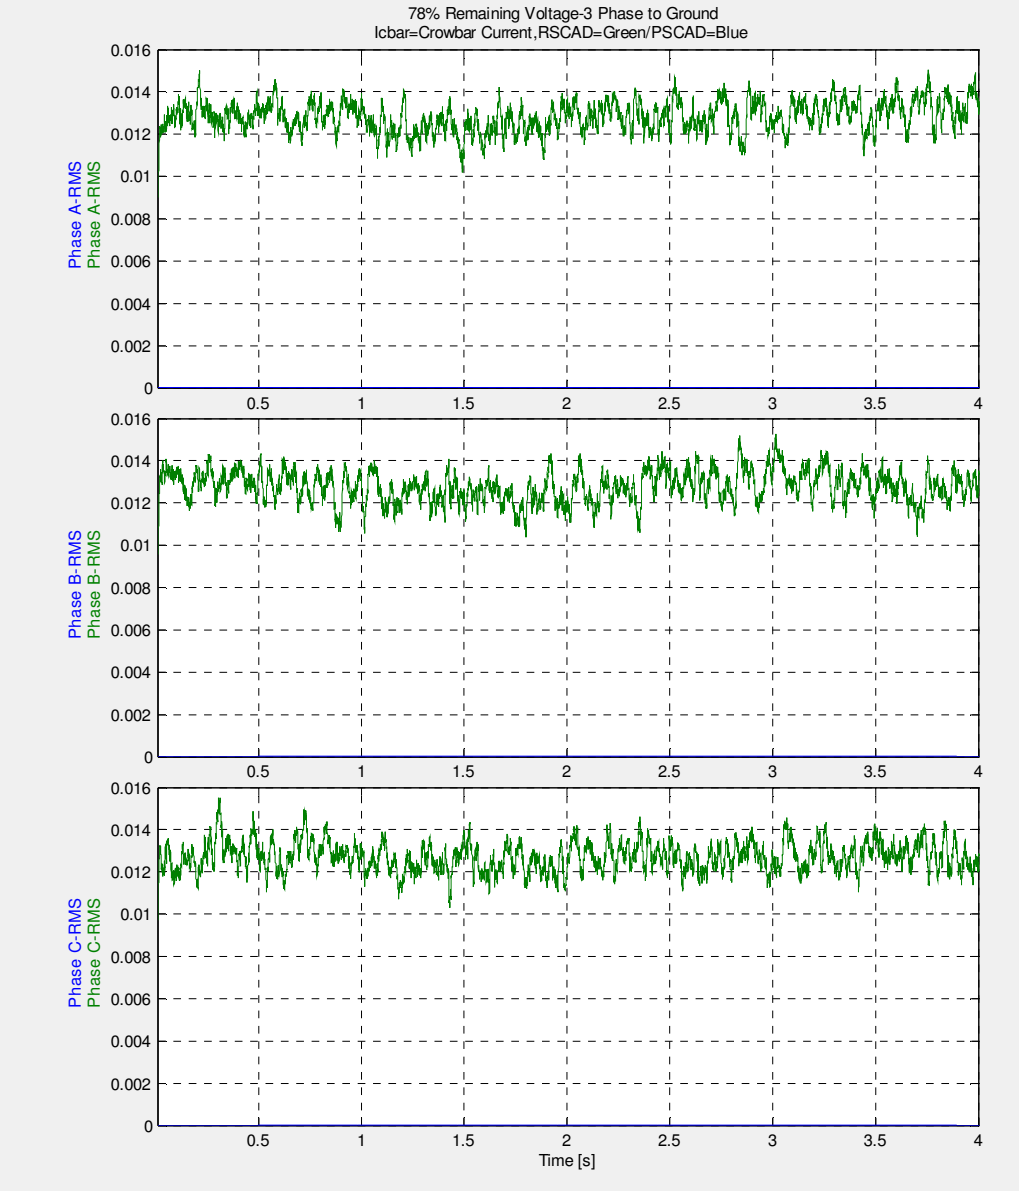 78% Remaining Voltage-3 Phase to Ground
Icbar=Crowbar Current,RSCAD=Green/PSCAD=Blue
0.016
0.014
0.012
0.01
0.008
0.006
0.004
0.002
0
Phase A-RMS
Phase A-RMS
0.5 1 1.5 2 2.5 3 3.5 4
0.016
0.014
0.012
0.01
0.008
0.006
0.004
0.002
0
Phase B-RMS
Phase B-RMS
0.5 1 1.5 2 2.5 3 3.5 4
0.016
0.014
0.012
0.01
0.008
0.006
0.004
0.002
0
Phase C-RMS
Phase C-RMS
0.5 1 1.5 2 2.5 3 3.5 4
Time [s]